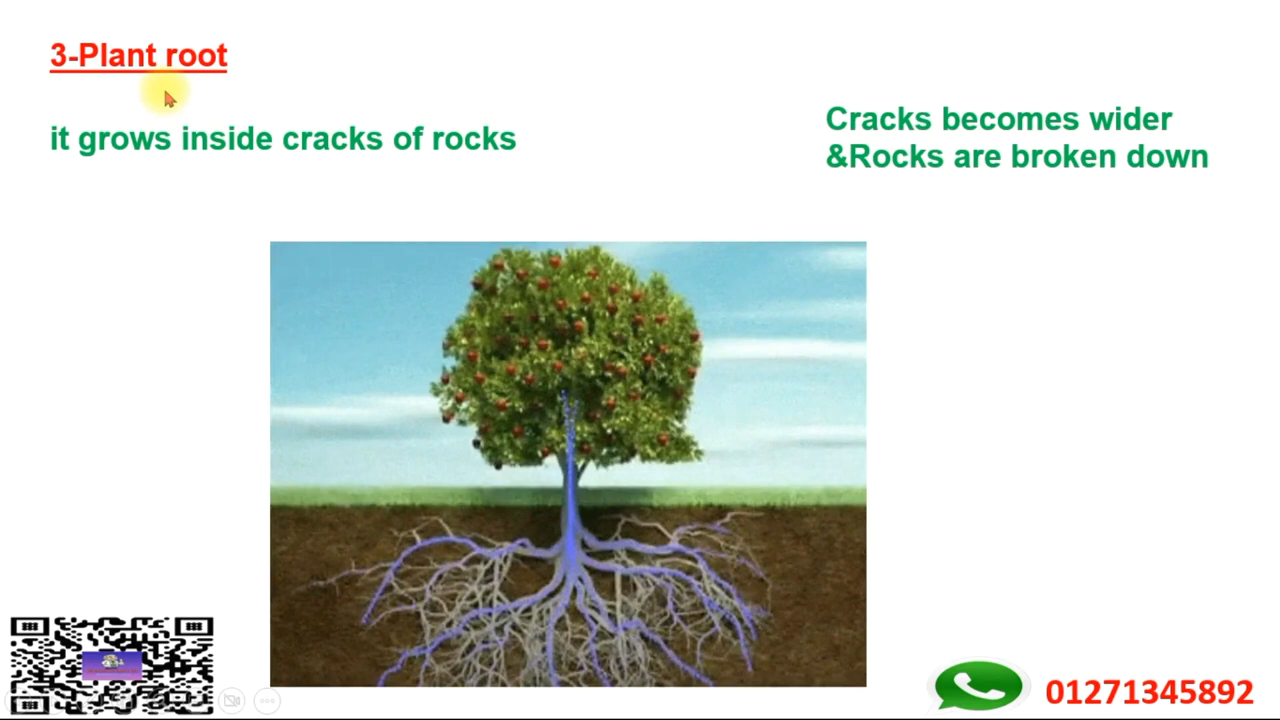 3-Plant root
it grows inside cracks of rocks
Cracks becomes wider
&Rocks are broken down
01271345892